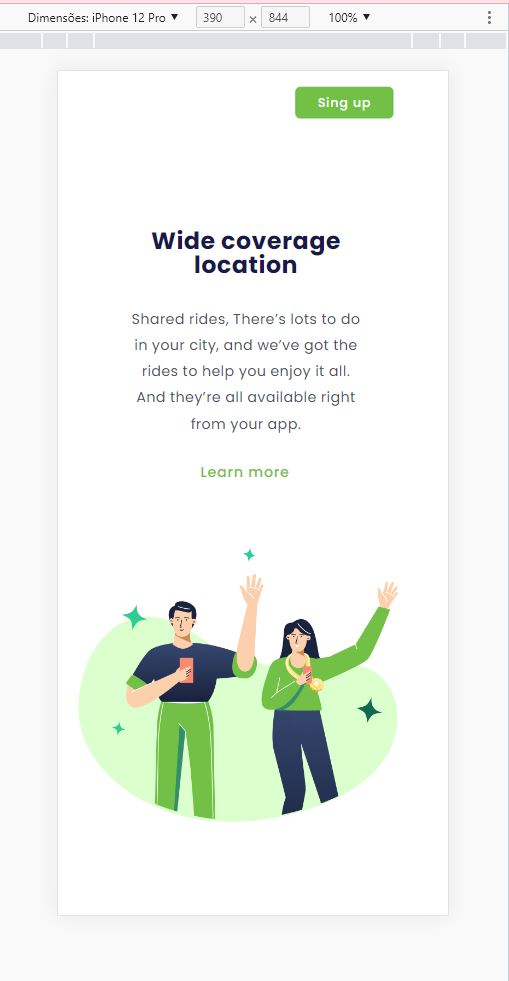 Dimensões: iPhone 12 Pro ▼ 390 × 844 100% ▼
Sing up
Wide coverage
location
Shared rides, There’s lots to do
in your city, and we’ve got the
rides to help you enjoy it all.
And they’re all available right
from your app.
Learn more